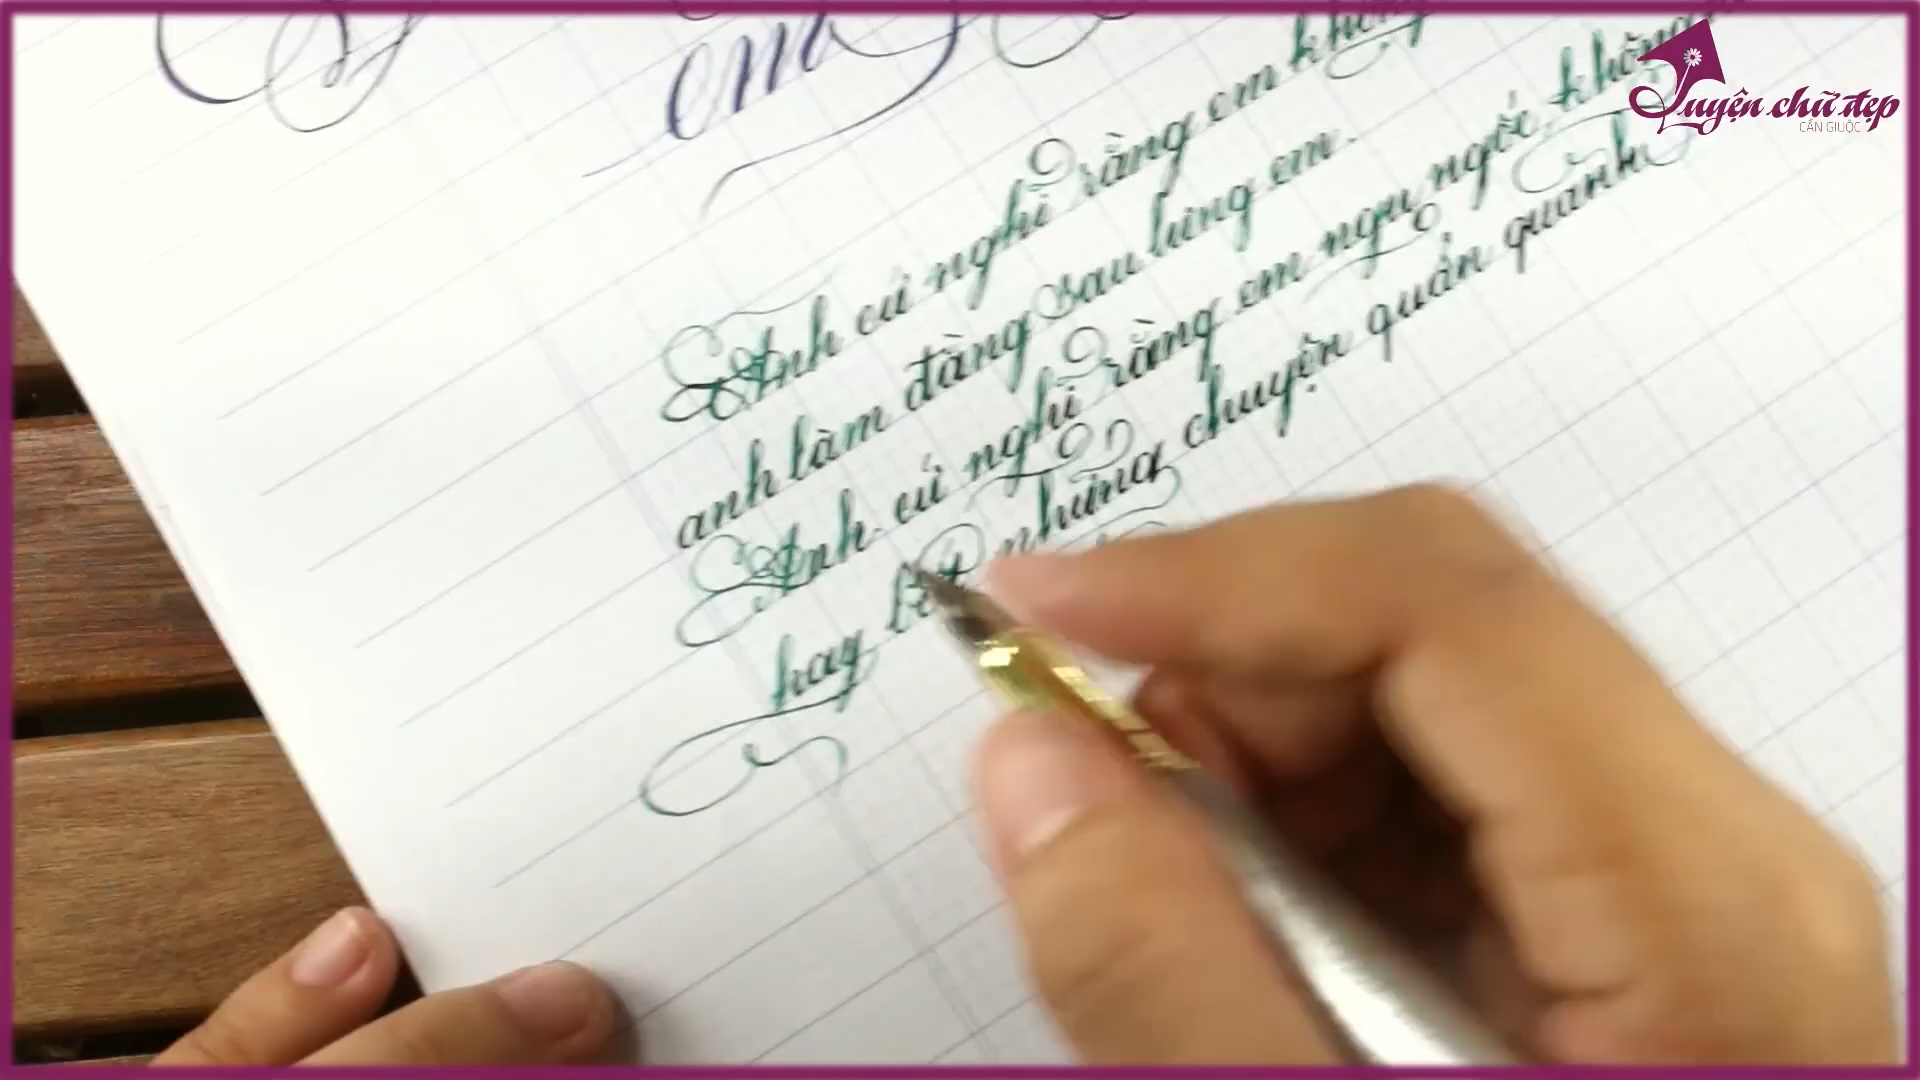 em
Anh cứ nghĩ rằng em không
anh làm đằng sau lưng em.
Anh cứ nghĩ rằng em ngu ngốc không
hay biết những chuyện quẩn quanh
Luyện chữ đẹp
CẦN GIUỘC